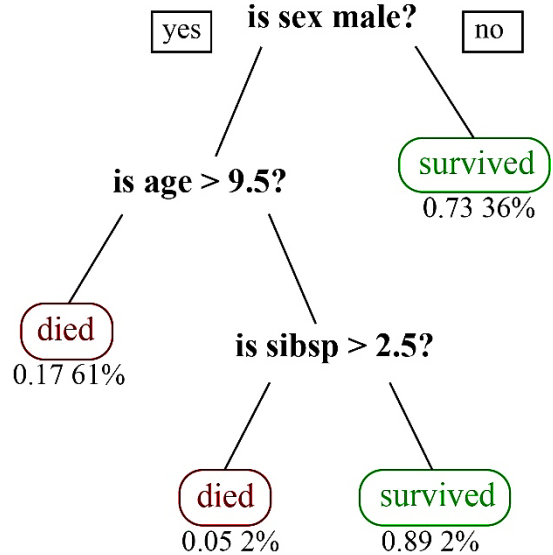 yes
is sex male?
no
survived
0.73 36%
is age > 9.5?
died
0.17 61%
is sibsp > 2.5?
died
0.05 2%
survived
0.89 2%